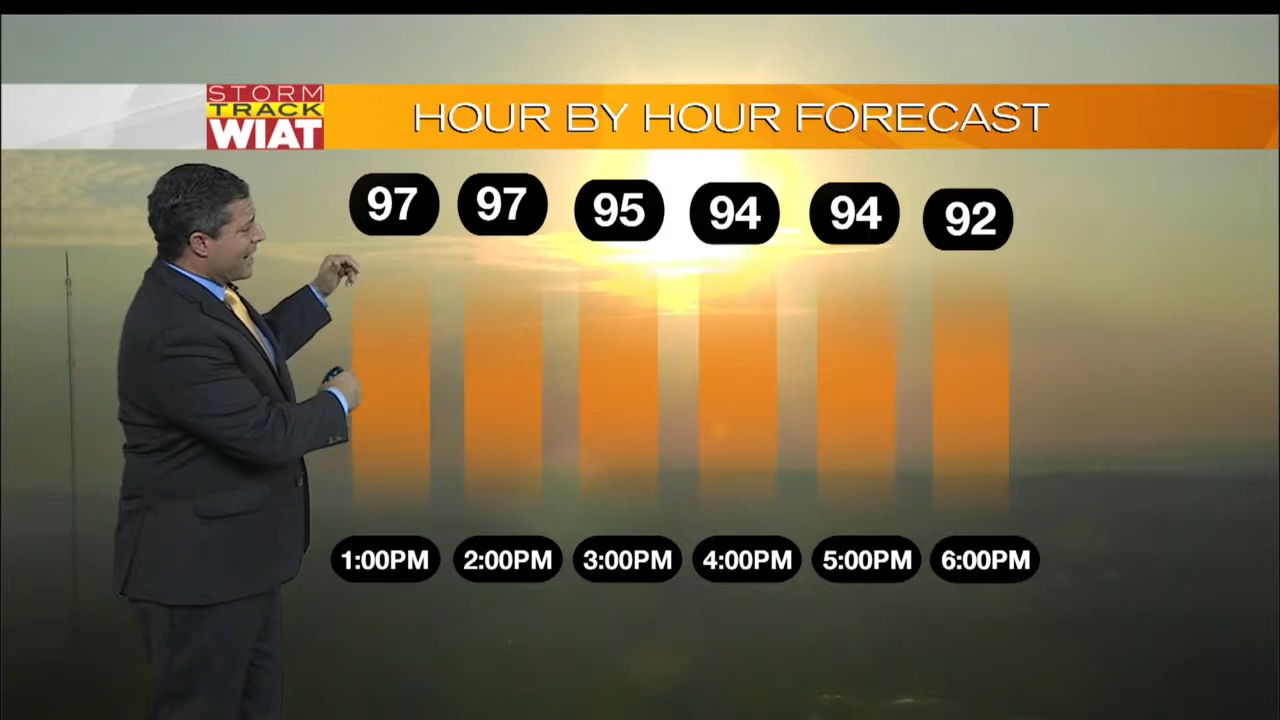 STORM
TRACK
WIAT
HOUR BY HOUR FORECAST
97 97 95 94 94 92
1:00PM 2:00PM 3:00PM 4:00PM 5:00PM 6:00PM